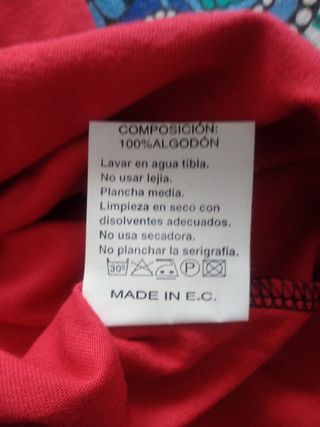 COMPOSICIÓN:
100%ALGODÓN
Lavar en agua tibia.
No usar lejia.
Plancha media.
Limpieza en seco con
disolventes adecuados.
No usa secadora.
No planchar la serigrafia.
30º P
MADE IN E.C.